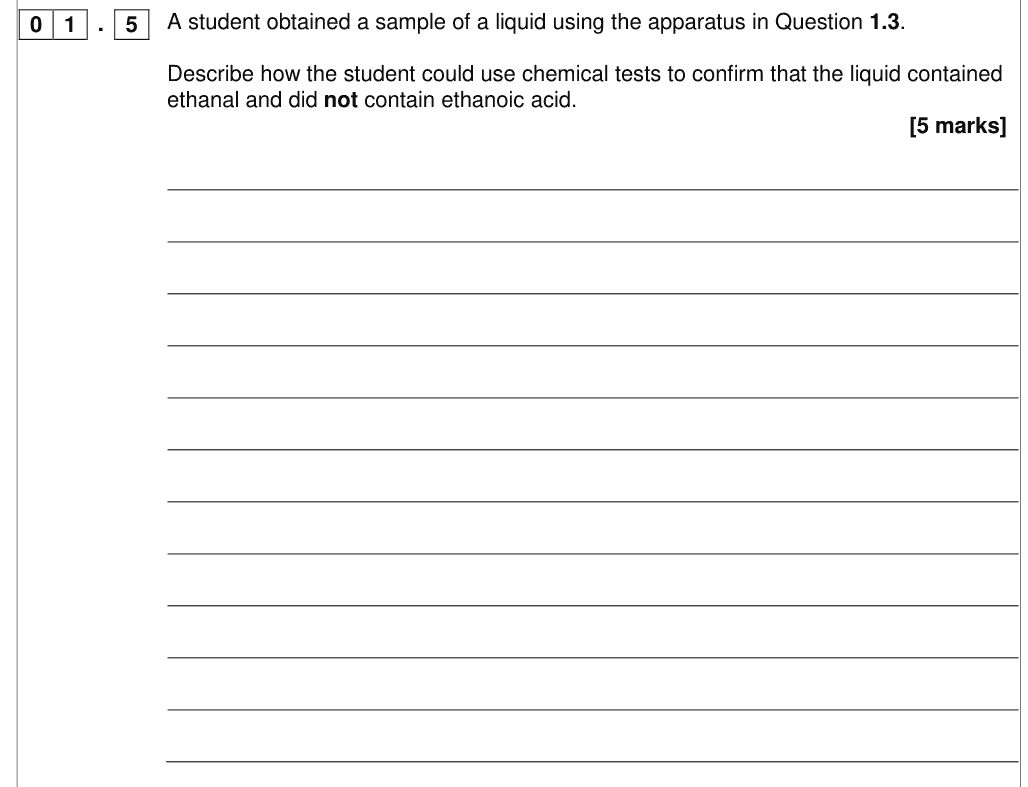 0 1 . 5 A student obtained a sample of a liquid using the apparatus in Question 1.3.
Describe how the student could use chemical tests to confirm that the liquid contained
ethanal and did not contain ethanoic acid.
[5 marks]